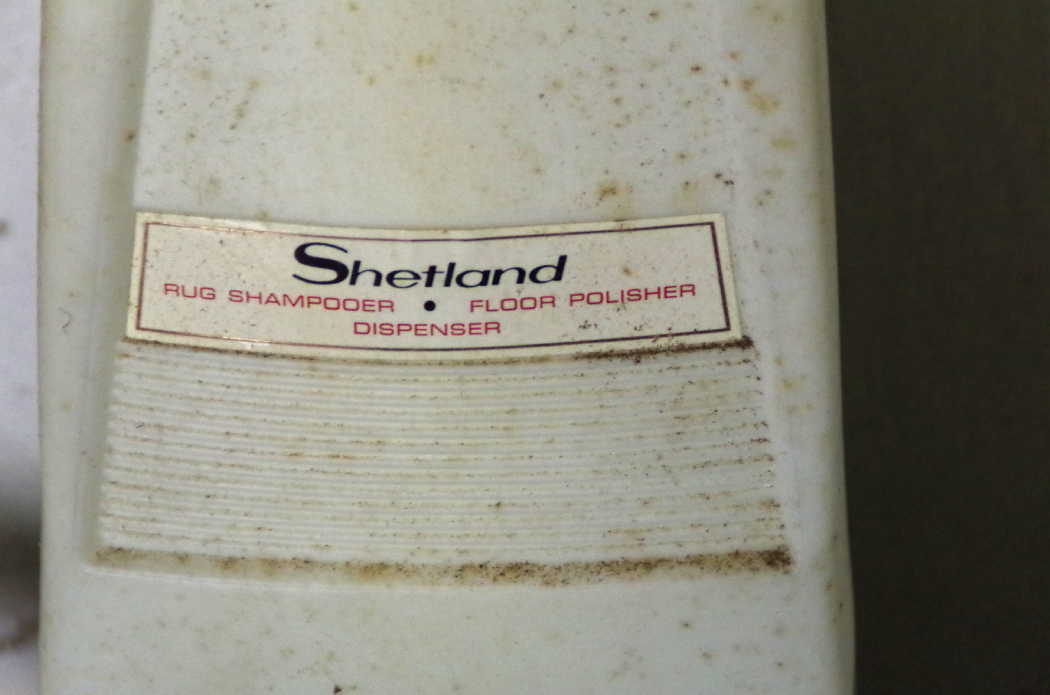 Shetland
RUG SHAMPOOER • FLOOR POLISHER
DISPENSER